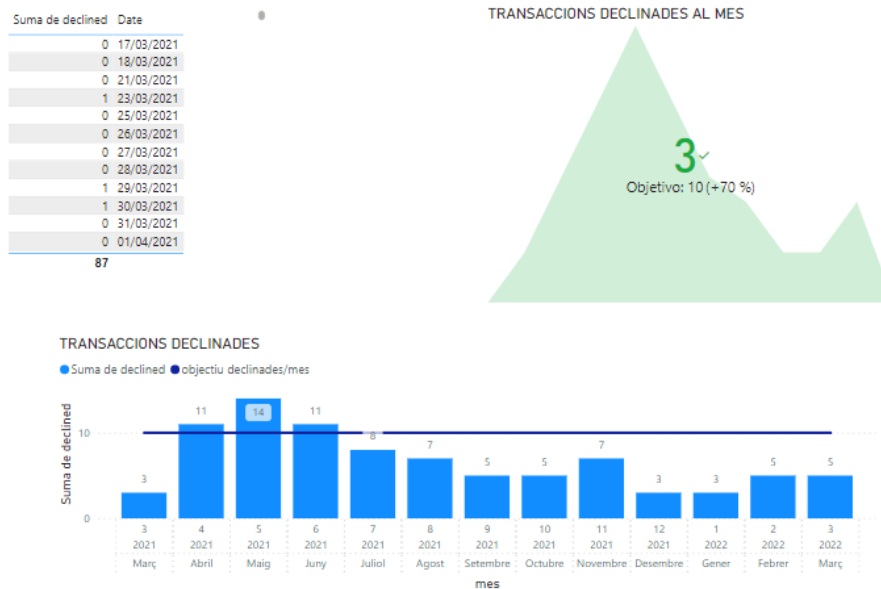 Suma de declined Date
0 17/03/2021
0 18/03/2021
0 21/03/2021
1 23/03/2021
0 25/03/2021
0 26/03/2021
0 27/03/2021
0 28/03/2021
1 29/03/2021
1 30/03/2021
0 31/03/2021
0 01/04/2021
87
TRANSACCIONS DECLINADES AL MES
3
Objetivo: 10 (+70 %)
TRANSACCIONS DECLINADES
Suma de declined objectiu declinades/mes
Suma de declined
10
0
3 11 14 11 8 7 5 5 7 3 3 5 5
3 4 5 6 7 8 9 10 11 12 1 2 3
2021 2021 2021 2021 2021 2021 2021 2021 2021 2021 2022 2022 2022
Març Abril Maig Juny Juliol Agost Setembre Octubre Novembre Desembre Gener Febrer Març
mes